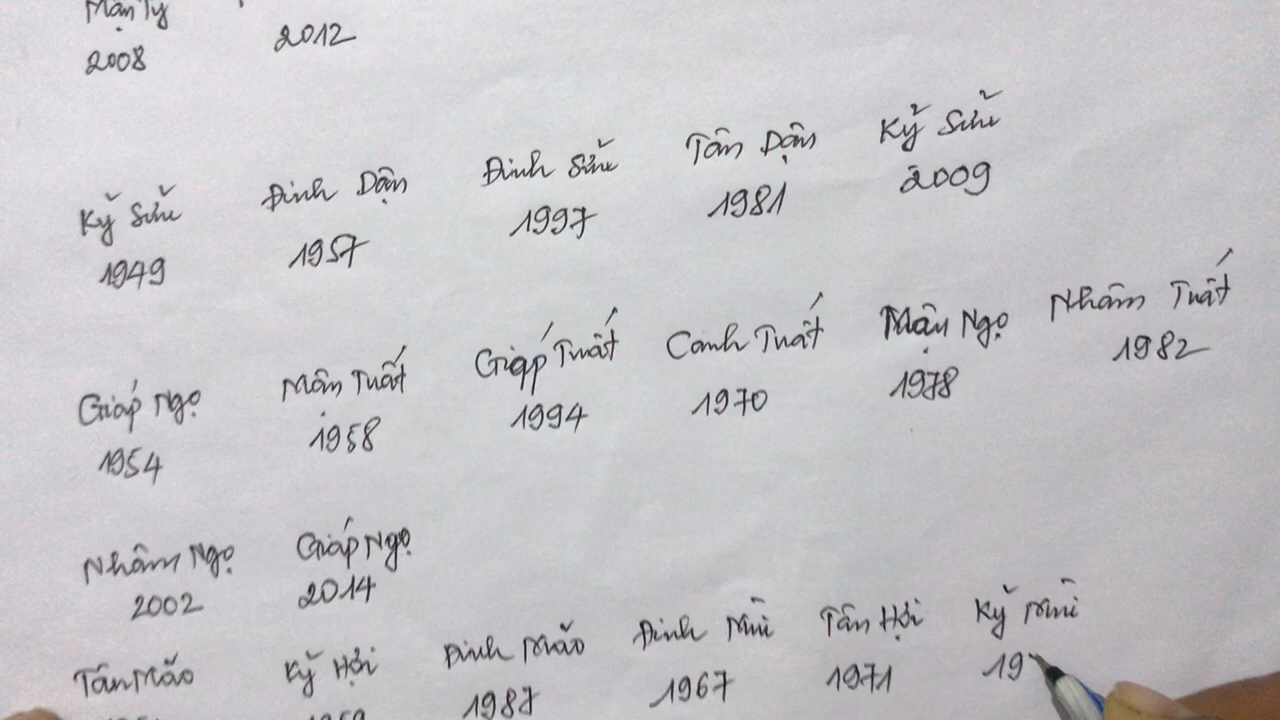 Mậu Tý
2008 2012
Kỷ Sửu Đinh Dậu Đinh Sửu Tân Dậu Kỷ Sửu
1949 1957 1997 1981 2009
Giáp Ngọ Mậu Tuất Giáp Tuất Canh Tuất Mậu Ngọ Nhâm Tuất
1954 1958 1994 1970 1978 1982
Nhâm Ngọ Giáp Ngọ
2002 2014
Tân Mão Kỷ Hợi Đinh Mão Đinh Mùi Tân Hợi Kỷ Mùi
1959 1987 1967 1971 19